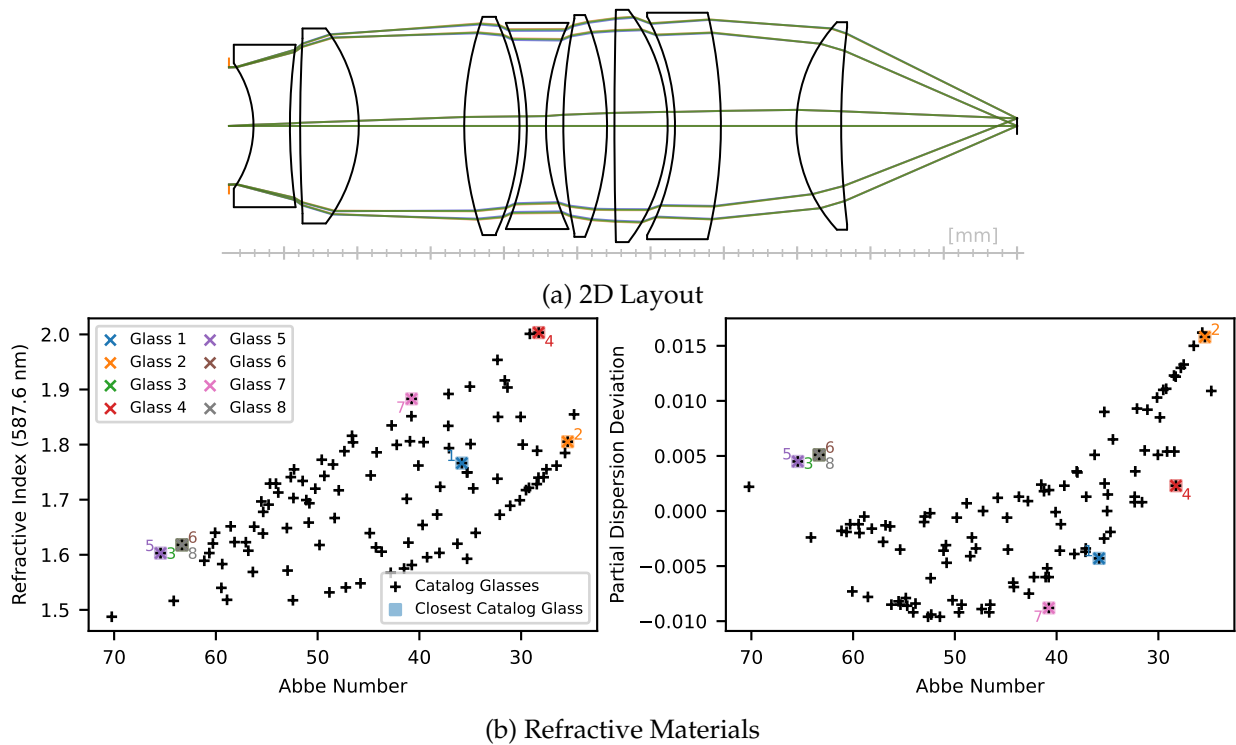 [mm]
(a) 2D Layout
Refractive Index (587.6 nm)
2.0
1.9
1.8
1.7
1.6
1.5
Glass 1 Glass 5
Glass 2 Glass 6
Glass 3 Glass 7
Glass 4 Glass 8
4
7
2
1
5 3 6
8
Catalog Glasses
Closest Catalog Glass
70 60 50 40 30
Abbe Number
Partial Dispersion Deviation
0.015
0.010
0.005
0.000
−0.005
−0.010
2
5 3 6
8
4
1
7
70 60 50 40 30
Abbe Number
(b) Refractive Materials